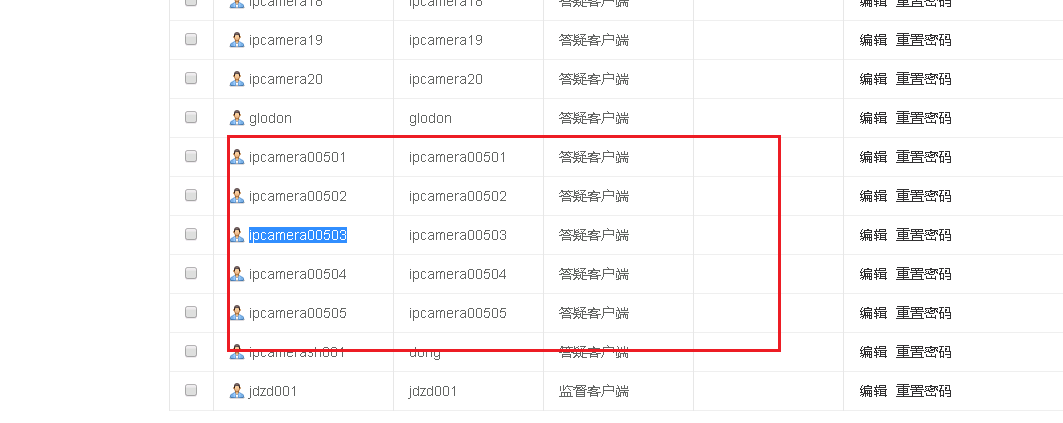 ipcamera18 ipcamera18 答疑客户端 编辑 重置密码
ipcamera19 ipcamera19 答疑客户端 编辑 重置密码
ipcamera20 ipcamera20 答疑客户端 编辑 重置密码
glodon glodon 答疑客户端 编辑 重置密码
ipcamera00501 ipcamera00501 答疑客户端 编辑 重置密码
ipcamera00502 ipcamera00502 答疑客户端 编辑 重置密码
ipcamera00503 ipcamera00503 答疑客户端 编辑 重置密码
ipcamera00504 ipcamera00504 答疑客户端 编辑 重置密码
ipcamera00505 ipcamera00505 答疑客户端 编辑 重置密码
ipcamerash001 dong 答疑客户端 编辑 重置密码
jdzd001 jdzd001 监督客户端 编辑 重置密码